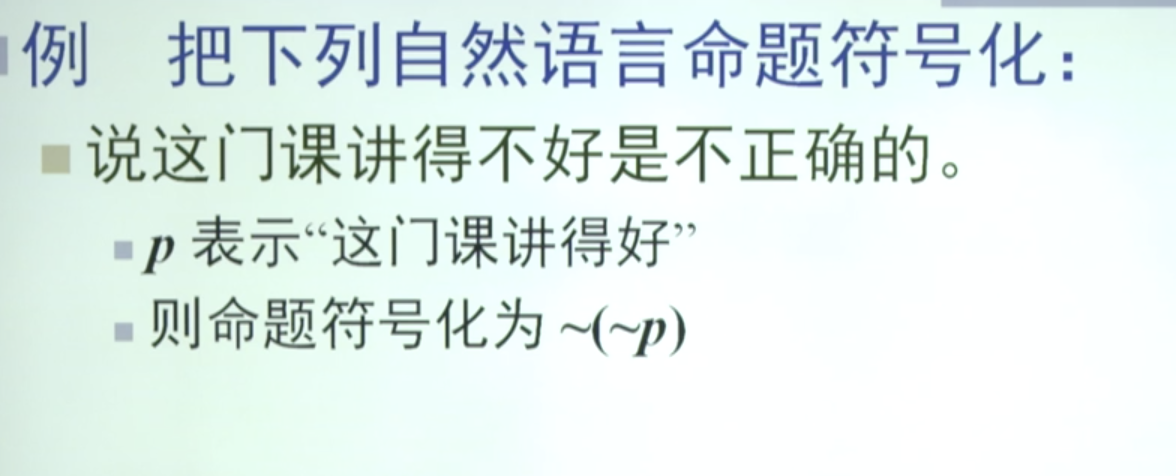 例 把下列自然语言命题符号化：
说这门课讲得不好是不正确的。
p 表示“这门课讲得好”
则命题符号化为 ~(~p)